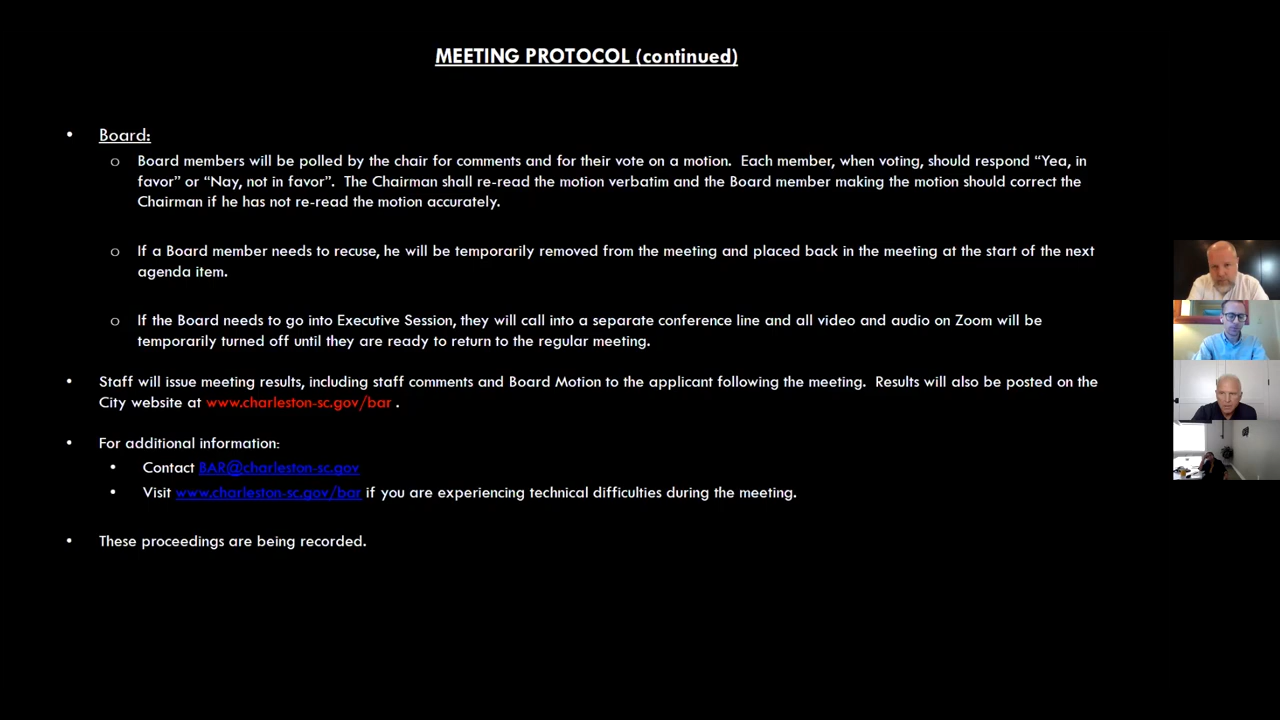 MEETING PROTOCOL (continued)
• Board:
o Board members will be polled by the chair for comments and for their vote on a motion. Each member, when voting, should respond “Yea, in
favor” or “Nay, not in favor”. The Chairman shall re-read the motion verbatim and the Board member making the motion should correct the
Chairman if he has not re-read the motion accurately.
o If a Board member needs to recuse, he will be temporarily removed from the meeting and placed back in the meeting at the start of the next
agenda item.
o If the Board needs to go into Executive Session, they will call into a separate conference line and all video and audio on Zoom will be
temporarily turned off until they are ready to return to the regular meeting.
• Staff will issue meeting results, including staff comments and Board Motion to the applicant following the meeting. Results will also be posted on the
City website at www.charleston-sc.gov/bar .
• For additional information:
• Contact BAR@charleston-sc.gov
• Visit www.charleston-sc.gov/bar if you are experiencing technical difficulties during the meeting.
• These proceedings are being recorded.